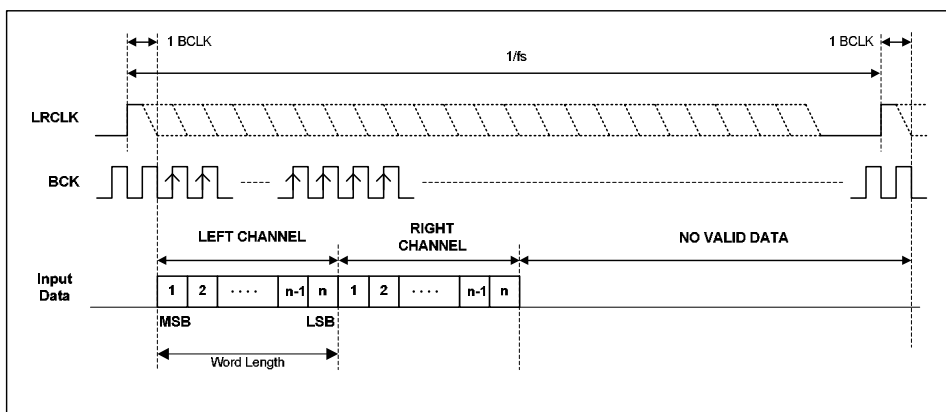 1 BCLK
1 BCLK
1/fs
LRCLK
BCK
LEFT CHANNEL
RIGHT
CHANNEL
NO VALID DATA
Input
Data
1 2 .... n-1 n 1 2 .... n-1 n
MSB
LSB
Word Length